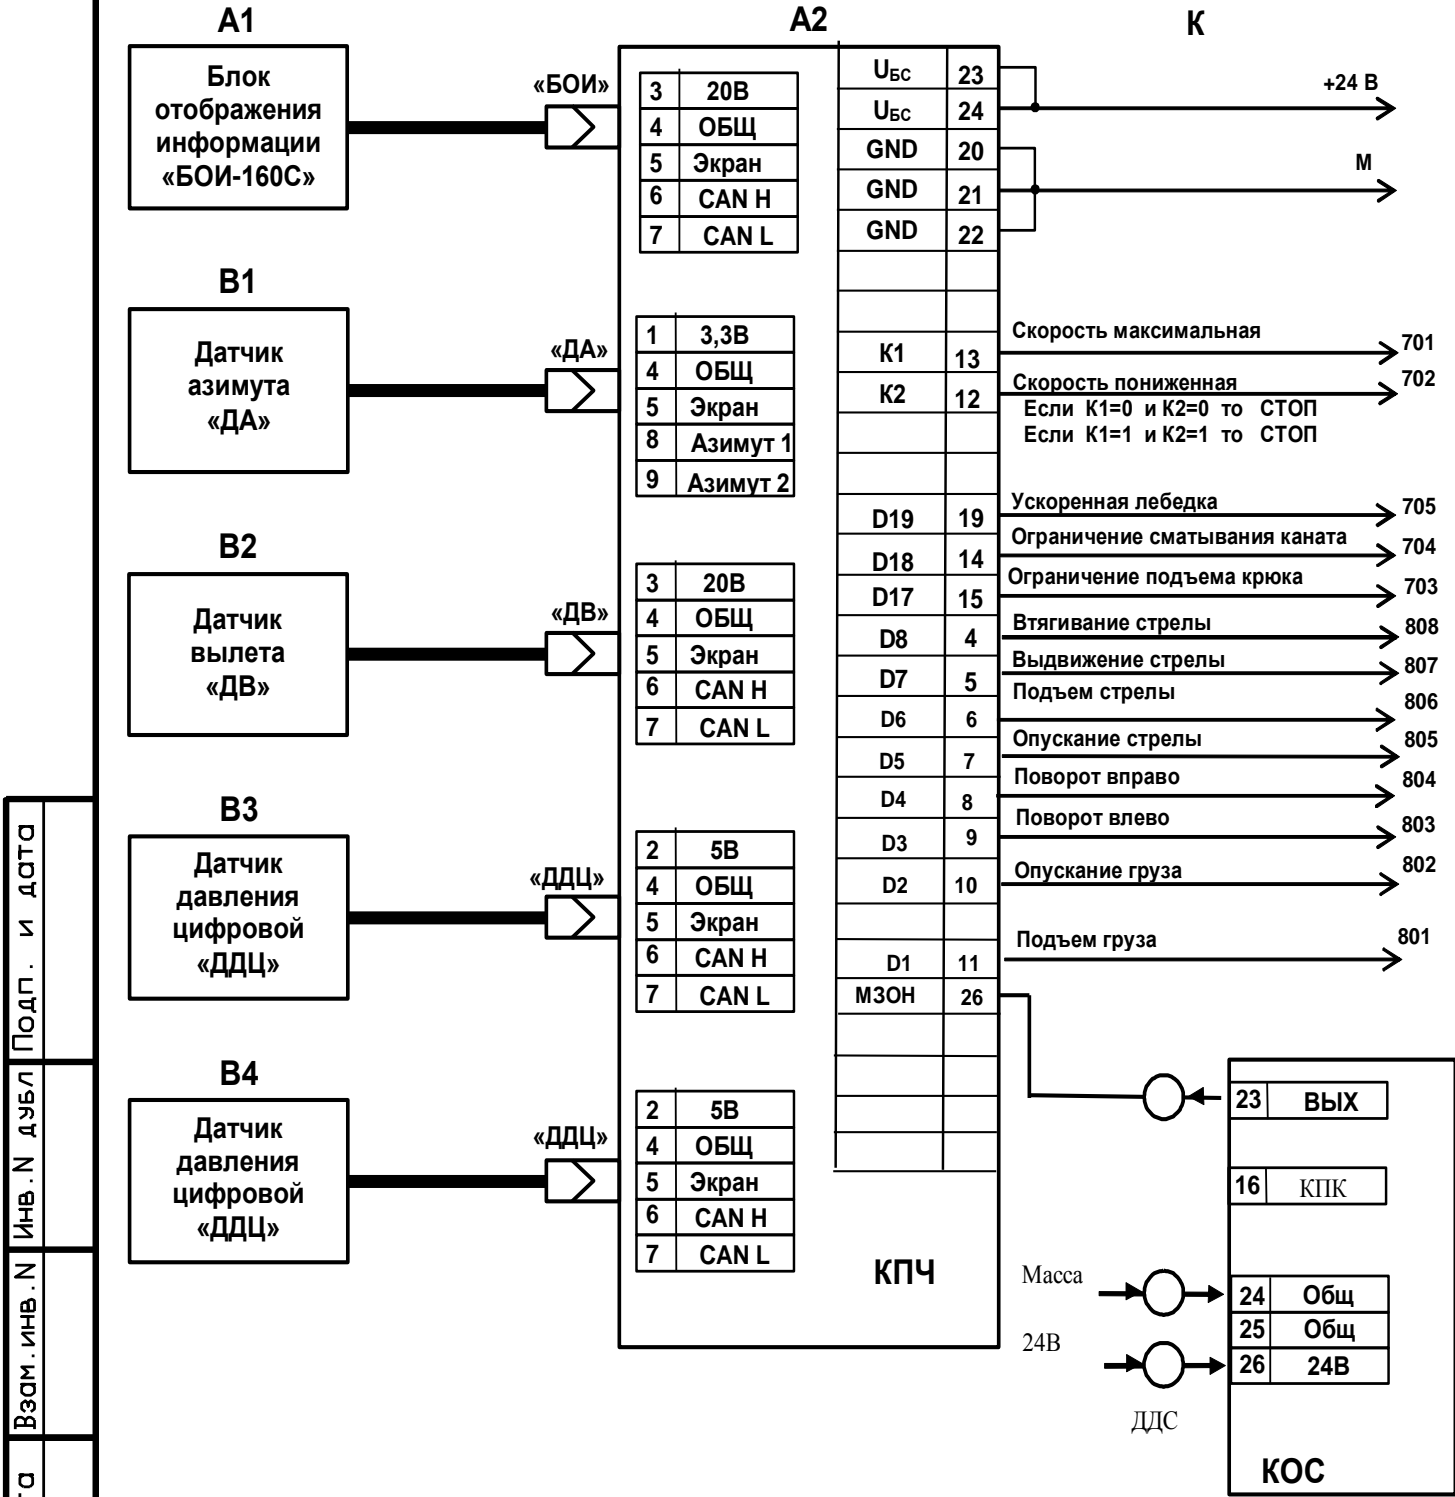 А1
А2
К
Блок
отображения
информации
«БОИ-160С»
«БОИ»
3 20В
4 ОБЩ
5 Экран
6 CAN H
7 CAN L
UБС 23
UБС 24
GND 20
GND 21
GND 22
+24 В
М
В1
Датчик
азимута
«ДА»
«ДА»
1 3,3В
4 ОБЩ
5 Экран
8 Азимут 1
9 Азимут 2
К1 13
Скорость максимальная 701
К2 12
Скорость пониженная 702
Если К1=0 и К2=0 то СТОП
Если К1=1 и К2=1 то СТОП
В2
Датчик
вылета
«ДВ»
«ДВ»
3 20В
4 ОБЩ
5 Экран
6 CAN H
7 CAN L
D19 19 Ускоренная лебедка 705
D18 14 Ограничение сматывания каната 704
D17 15 Ограничение подъема крюка 703
D8 4 Втягивание стрелы 808
D7 5 Выдвижение стрелы 807
D6 6 Подъем стрелы 806
D5 7 Опускание стрелы 805
D4 8 Поворот вправо 804
D3 9 Поворот влево 803
D2 10 Опускание груза 802
D1 11 Подъем груза 801
МЗОН 26
В3
Датчик
давления
цифровой
«ДДЦ»
«ДДЦ»
2 5В
4 ОБЩ
5 Экран
6 CAN H
7 CAN L
В4
Датчик
давления
цифровой
«ДДЦ»
«ДДЦ»
2 5В
4 ОБЩ
5 Экран
6 CAN H
7 CAN L
КПЧ
23 ВЫХ
16 КПК
Масса
24 Общ
25 Общ
24В
26 24В
ДДС
КОС
Подп. и дата
Инв.N дубл
Взам.инв.N
та